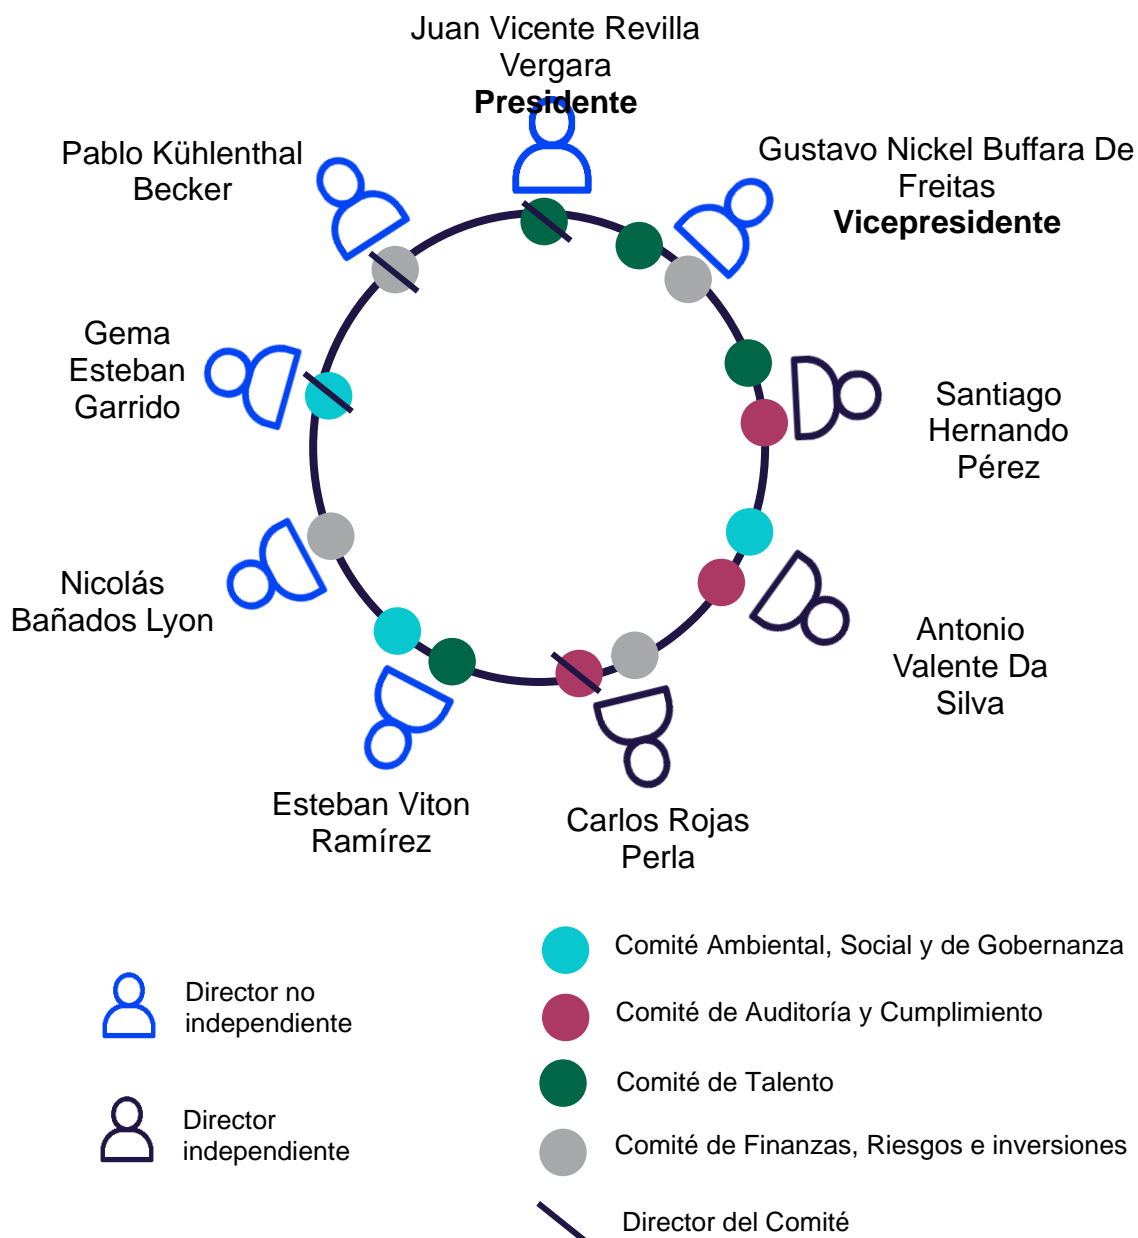 Juan Vicente Revilla
Vergara
Presidente
Pablo Kühlenthal
Becker
Gustavo Nickel Buffara De
Freitas
Vicepresidente
Gema
Esteban
Garrido
Santiago
Hernando
Pérez
Nicolás
Bañados Lyon
Antonio
Valente Da
Silva
Esteban Viton
Ramírez
Carlos Rojas
Perla
Director no
independiente
Director
independiente
Comité Ambiental, Social y de Gobernanza
Comité de Auditoría y Cumplimiento
Comité de Talento
Comité de Finanzas, Riesgos e inversiones
Director del Comité